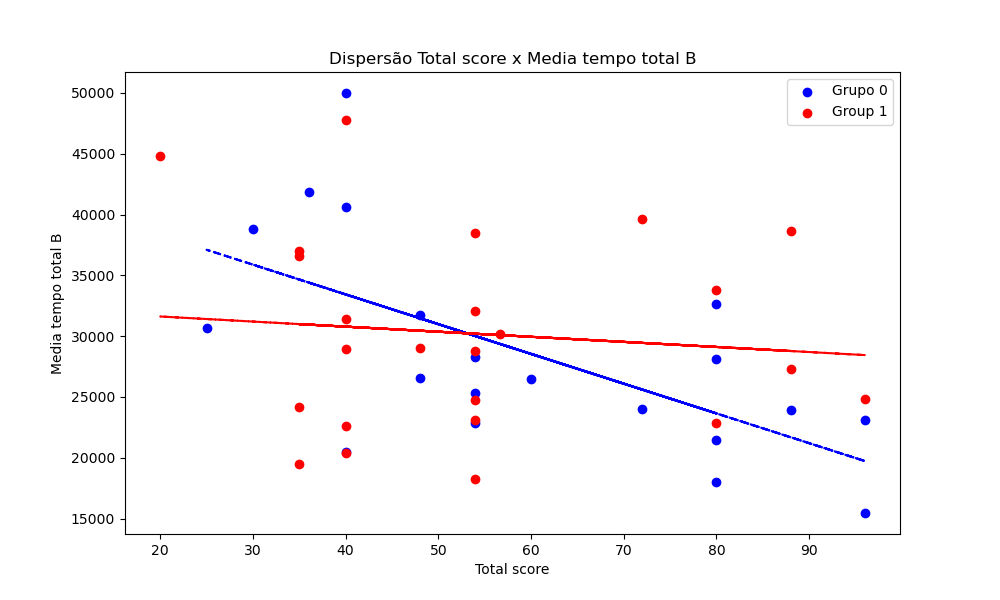 Dispersão Total score x Media tempo total B
Grupo 0
Group 1
50000
45000
40000
35000
30000
25000
20000
15000
Media tempo total B
20 30 40 50 60 70 80 90
Total score